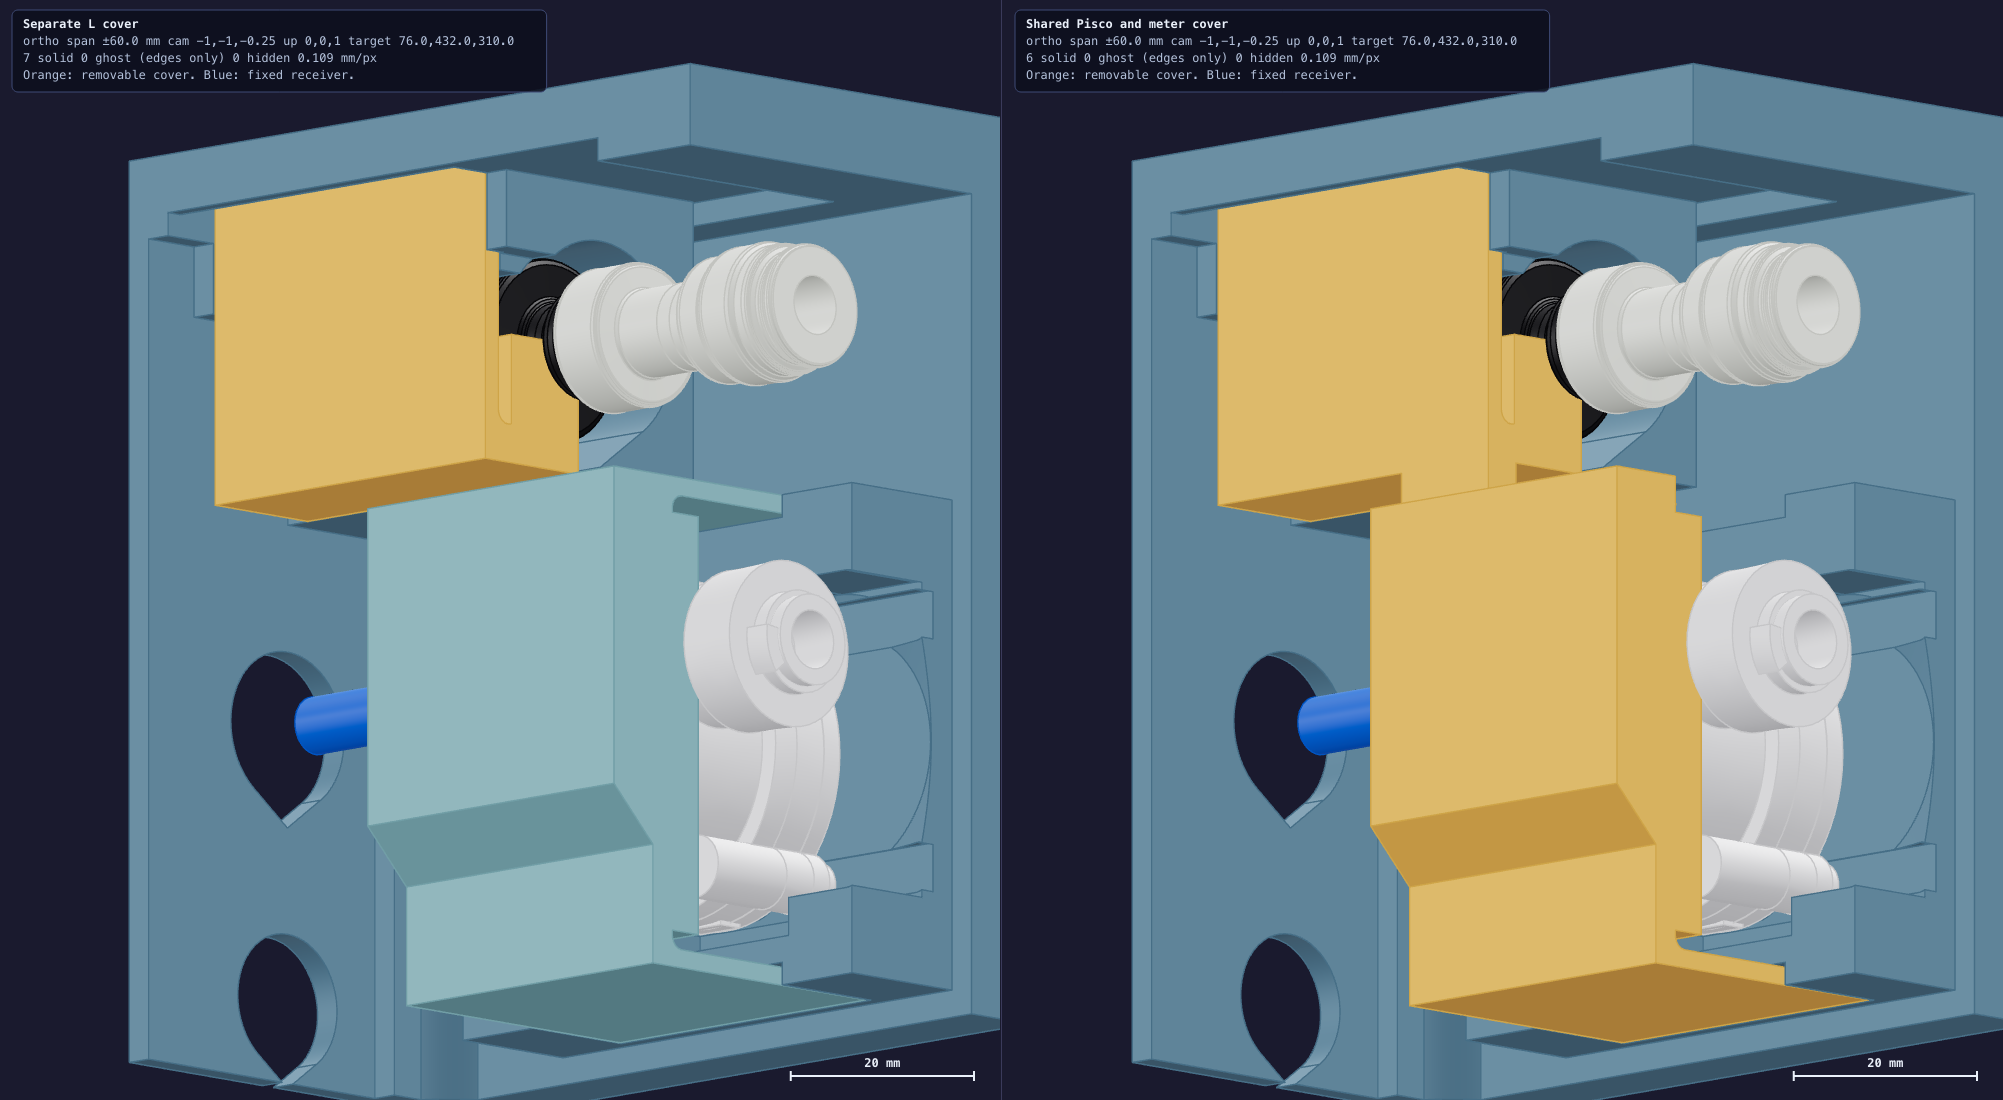 Separate L cover
ortho span ±60.0 mm cam −1,−1,−0.25 up 0,0,1 target 76.0,432.0,310.0
7 solid 0 ghost (edges only) 0 hidden 0.109 mm/px
Orange: removable cover. Blue: fixed receiver.
20 mm
Shared Pisco and meter cover
ortho span ±60.0 mm cam −1,−1,−0.25 up 0,0,1 target 76.0,432.0,310.0
6 solid 0 ghost (edges only) 0 hidden 0.109 mm/px
Orange: removable cover. Blue: fixed receiver.
20 mm